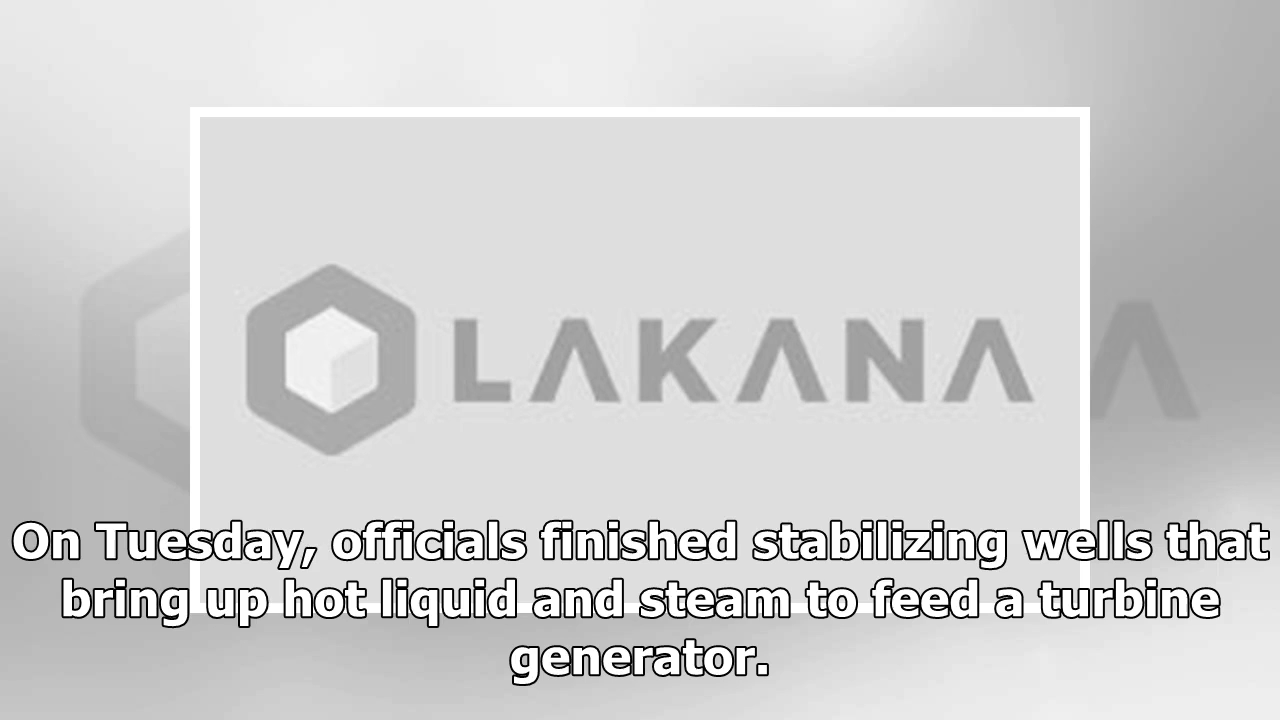 LAKANA
On Tuesday, officials finished stabilizing wells that
bring up hot liquid and steam to feed a turbine
generator.